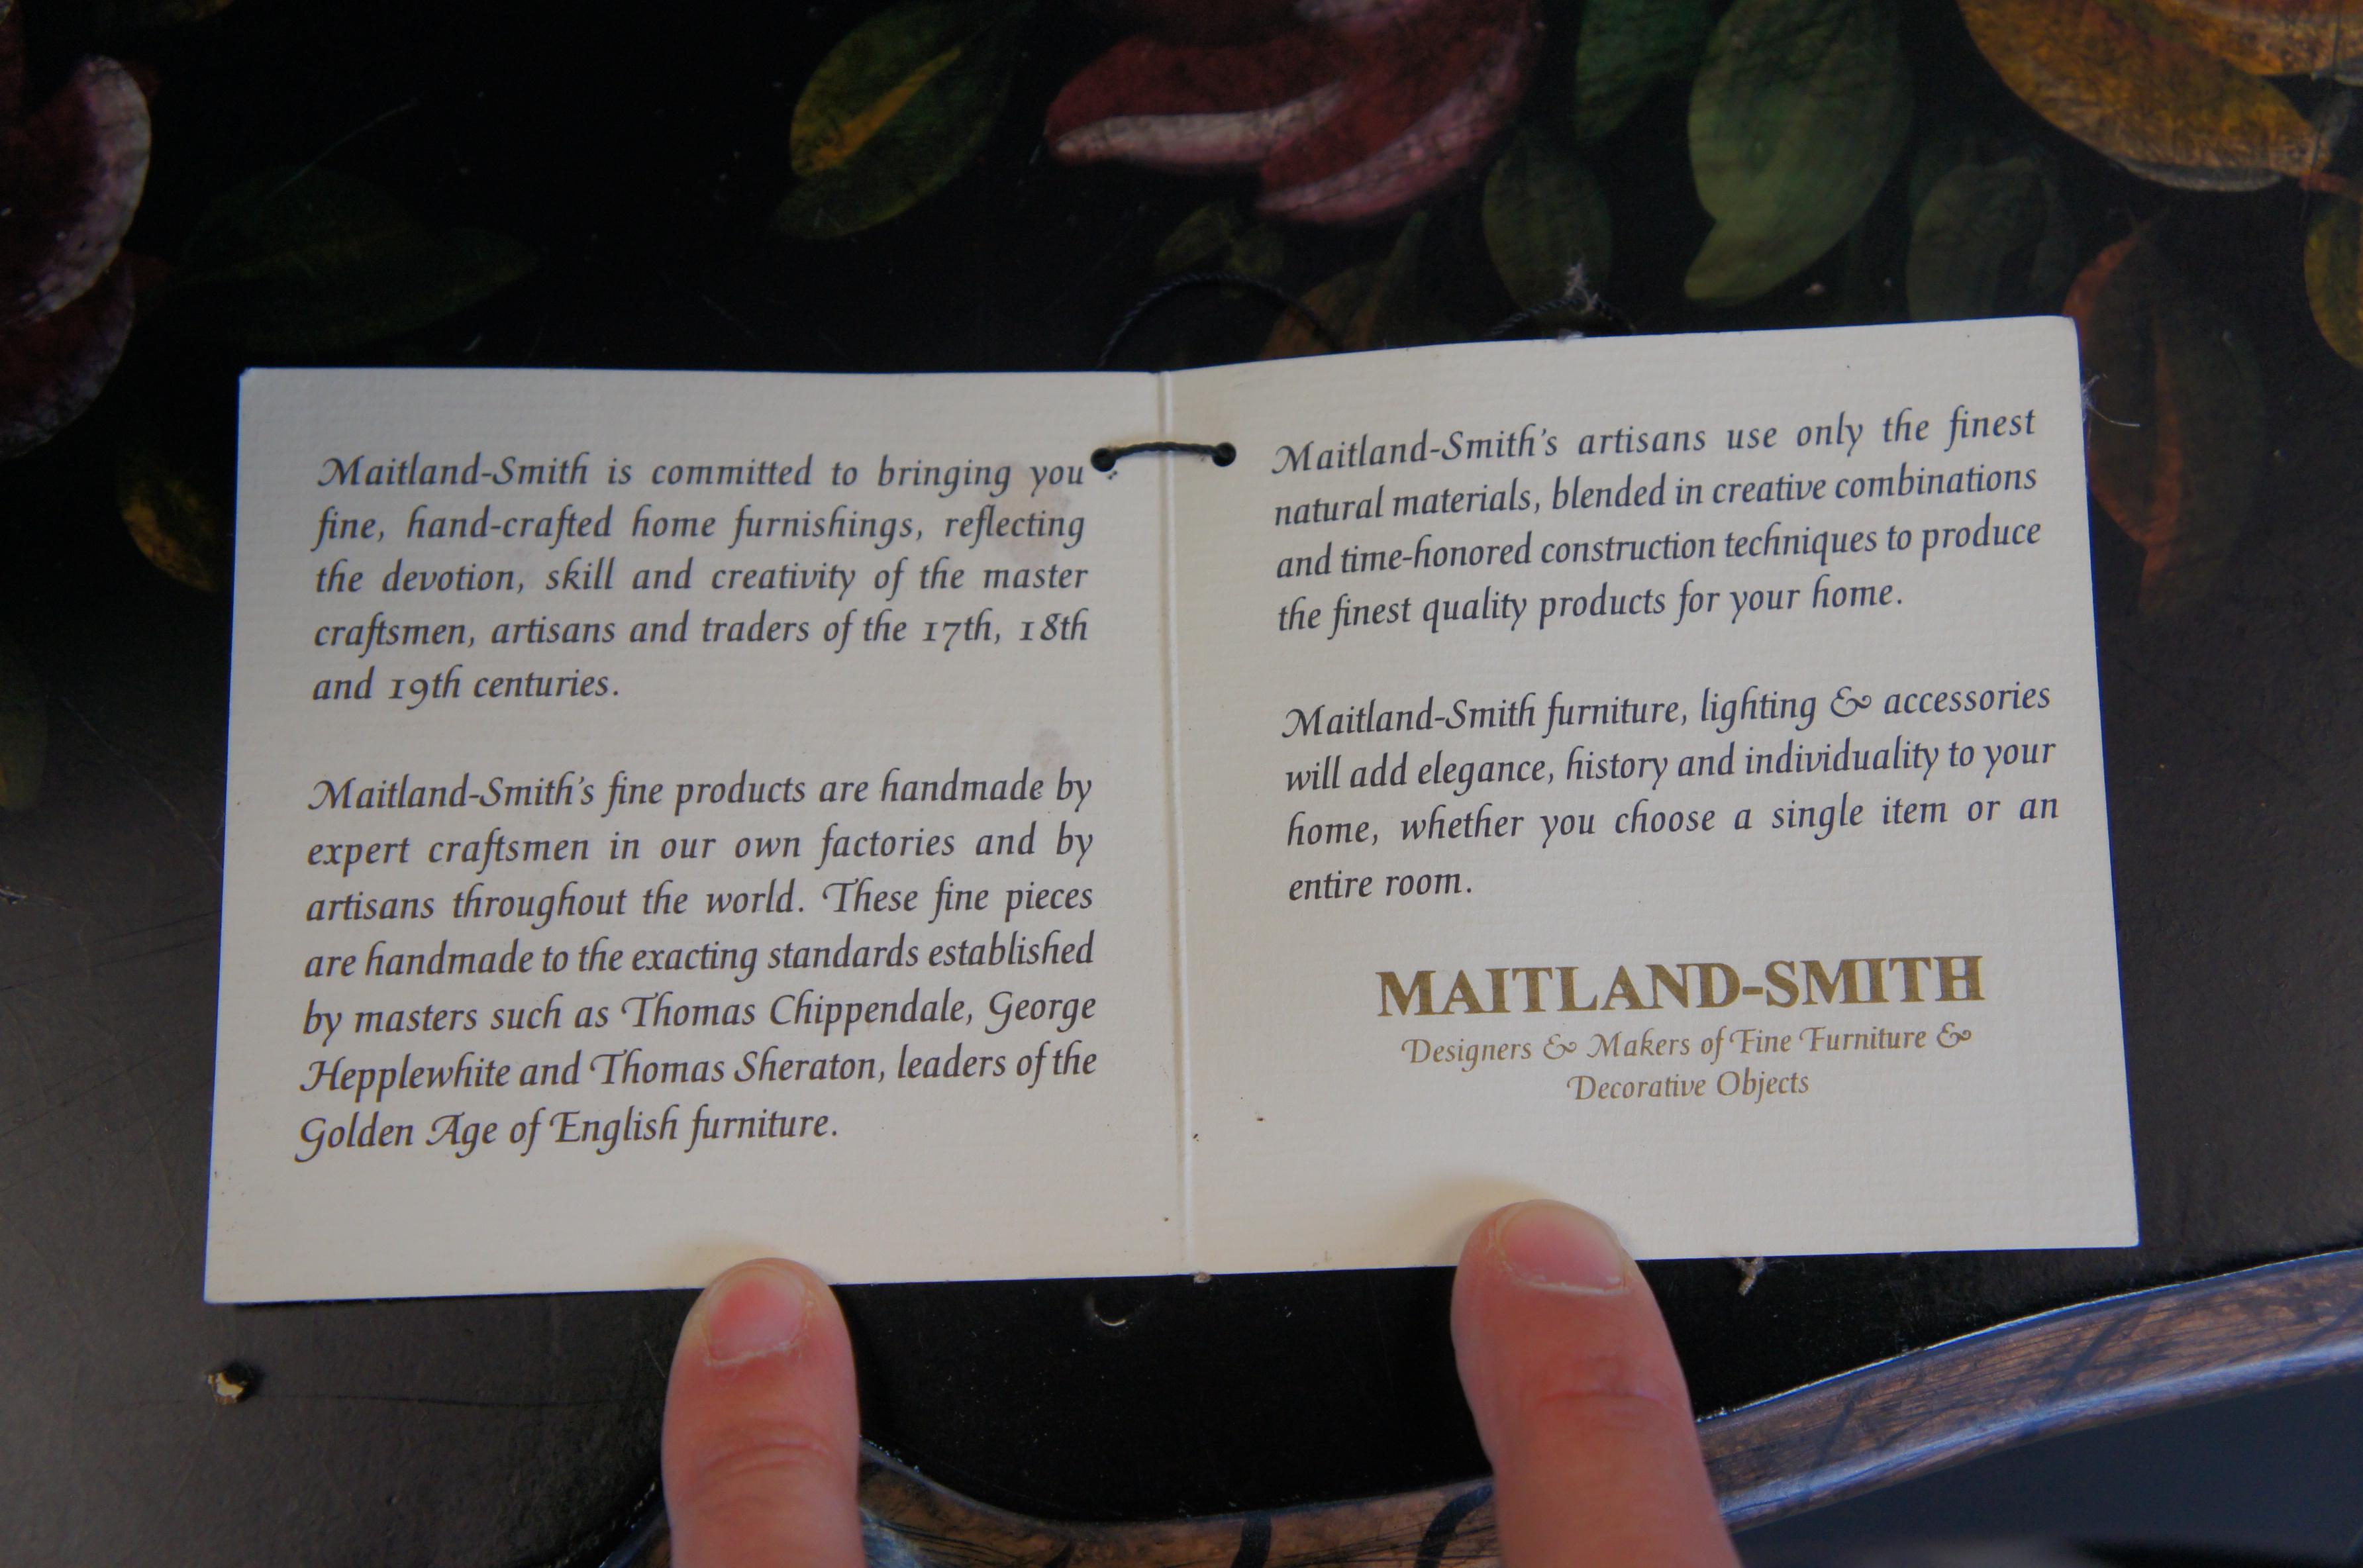 Maitland-Smith is committed to bringing you
fine, hand-crafted home furnishings, reflecting
the devotion, skill and creativity of the master
craftsmen, artisans and traders of the 17th, 18th
and 19th centuries.
Maitland-Smith's fine products are handmade by
expert craftsmen in our own factories and by
artisans throughout the world. These fine pieces
are handmade to the exacting standards established
by masters such as Thomas Chippendale, George
Hepplewhite and Thomas Sheraton, leaders of the
Golden Age of English furniture.
Maitland-Smith's artisans use only the finest
natural materials, blended in creative combinations
and time-honored construction techniques to produce
the finest quality products for your home.
Maitland-Smith furniture, lighting & accessories
will add elegance, history and individuality to your
home, whether you choose a single item or an
entire room.
MAITLAND-SMITH
Designers & Makers of Fine Furniture &
Decorative Objects